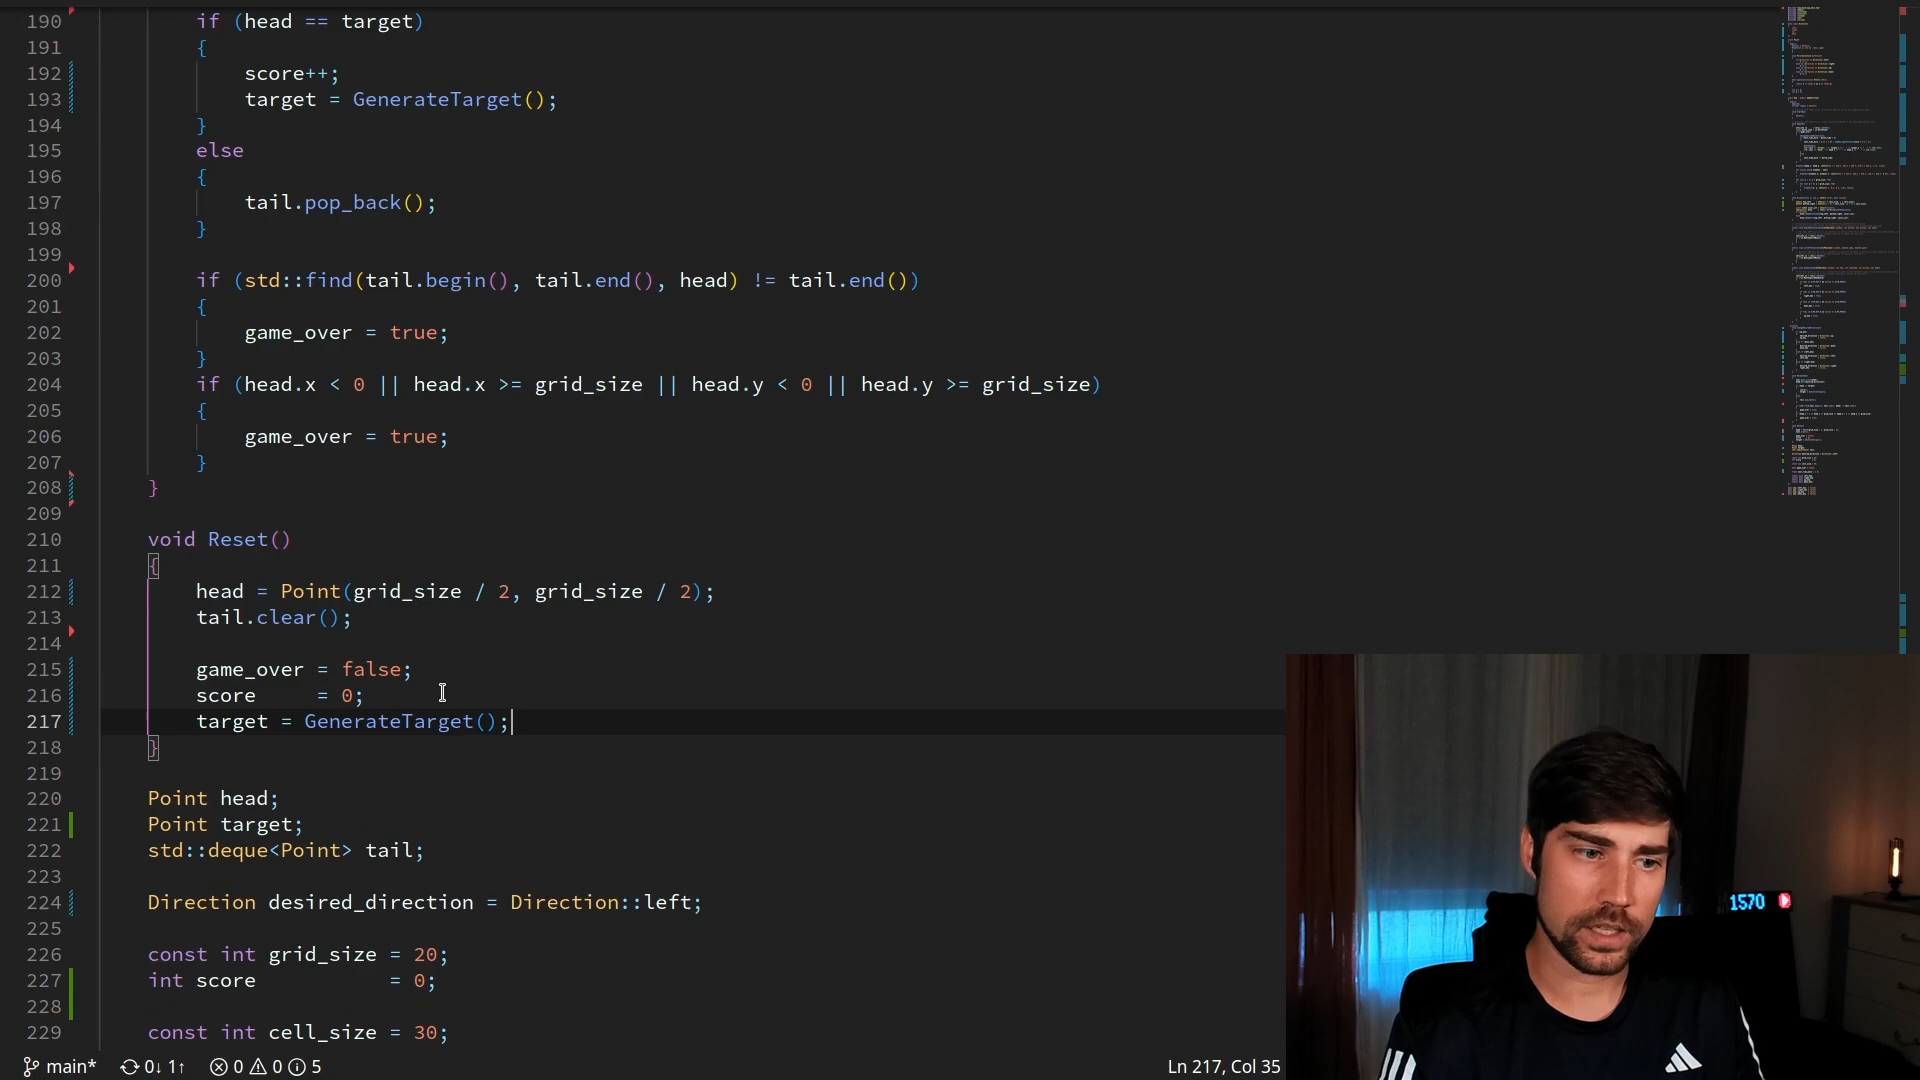 190 if (head == target)
191 {
192 score++;
193 target = GenerateTarget();
194 }
195 else
196 {
197 tail.pop_back();
198 }
199
200 if (std::find(tail.begin(), tail.end(), head) != tail.end())
201 {
202 game_over = true;
203 }
204 if (head.x < 0 || head.x >= grid_size || head.y < 0 || head.y >= grid_size)
205 {
206 game_over = true;
207 }
208 }
209
210 void Reset()
211 {
212 head = Point(grid_size / 2, grid_size / 2);
213 tail.clear();
214
215 game_over = false;
216 score     = 0;
217 target = GenerateTarget();
218 }
219
220 Point head;
221 Point target;
222 std::deque<Point> tail;
223
224 Direction desired_direction = Direction::left;
225
226 const int grid_size = 20;
227 int score           = 0;
228
229 const int cell_size = 30;
main* 0↓ 1↑ 0 0 5 Ln 217, Col 35
1570